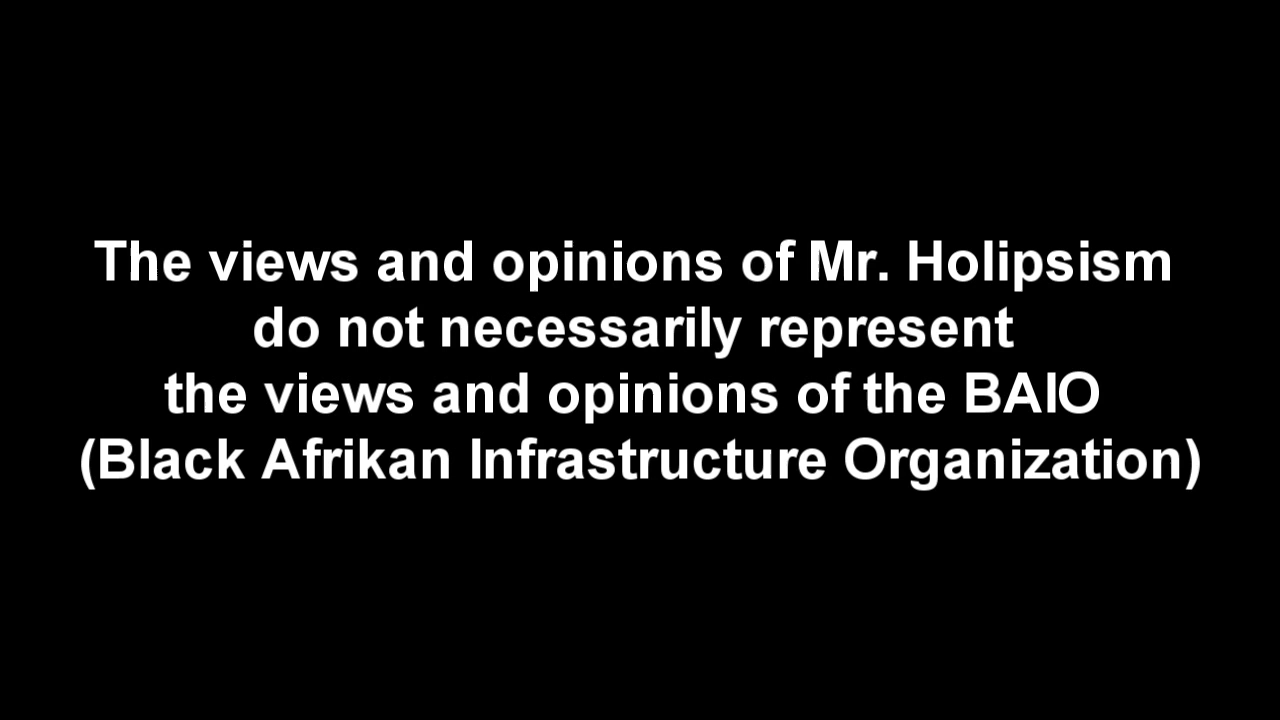 The views and opinions of Mr. Holipsism
do not necessarily represent
the views and opinions of the BAIO
(Black Afrikan Infrastructure Organization)